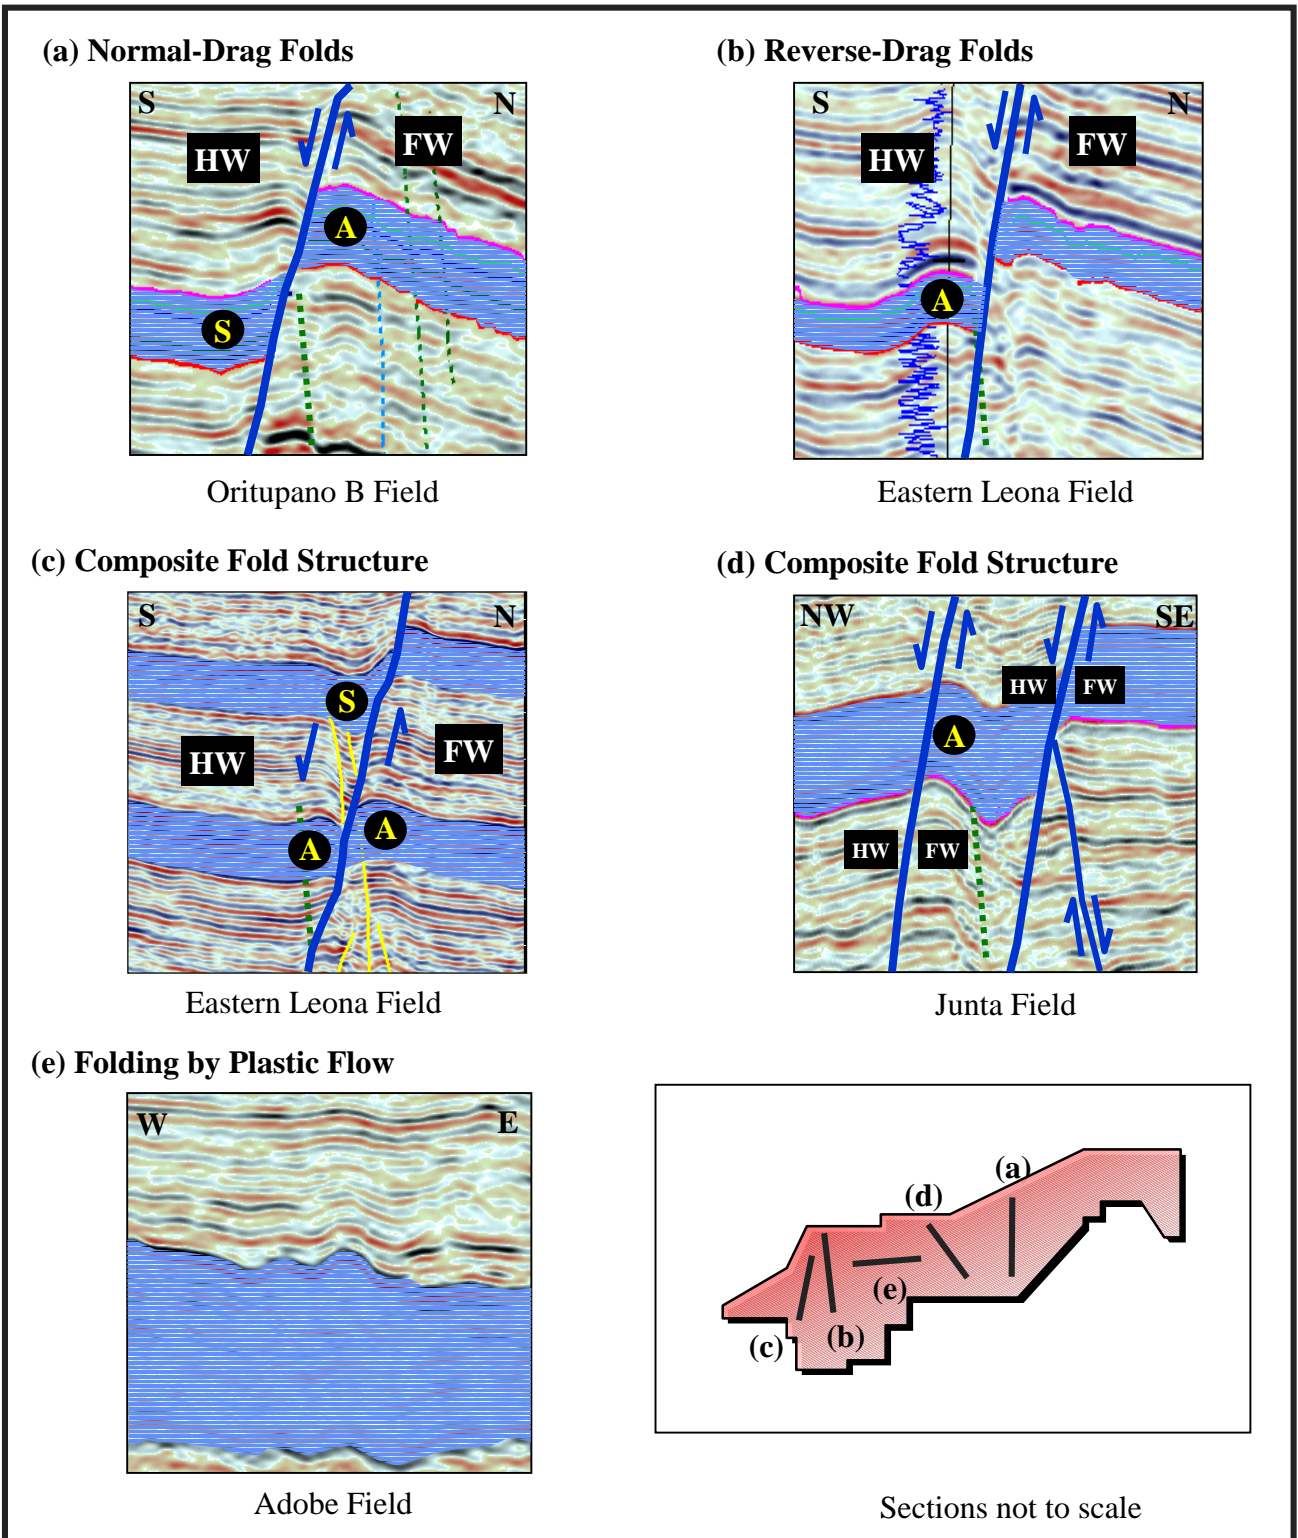 (a) Normal-Drag Folds
S
N
HW
FW
A
S
Oritupano B Field
(b) Reverse-Drag Folds
S
N
HW
FW
A
Eastern Leona Field
(c) Composite Fold Structure
S
N
S
HW
FW
A
A
Eastern Leona Field
(d) Composite Fold Structure
NW
SE
HW
FW
A
HW
FW
Junta Field
(e) Folding by Plastic Flow
W
E
Adobe Field
(a)
(d)
(e)
(b)
(c)
Sections not to scale